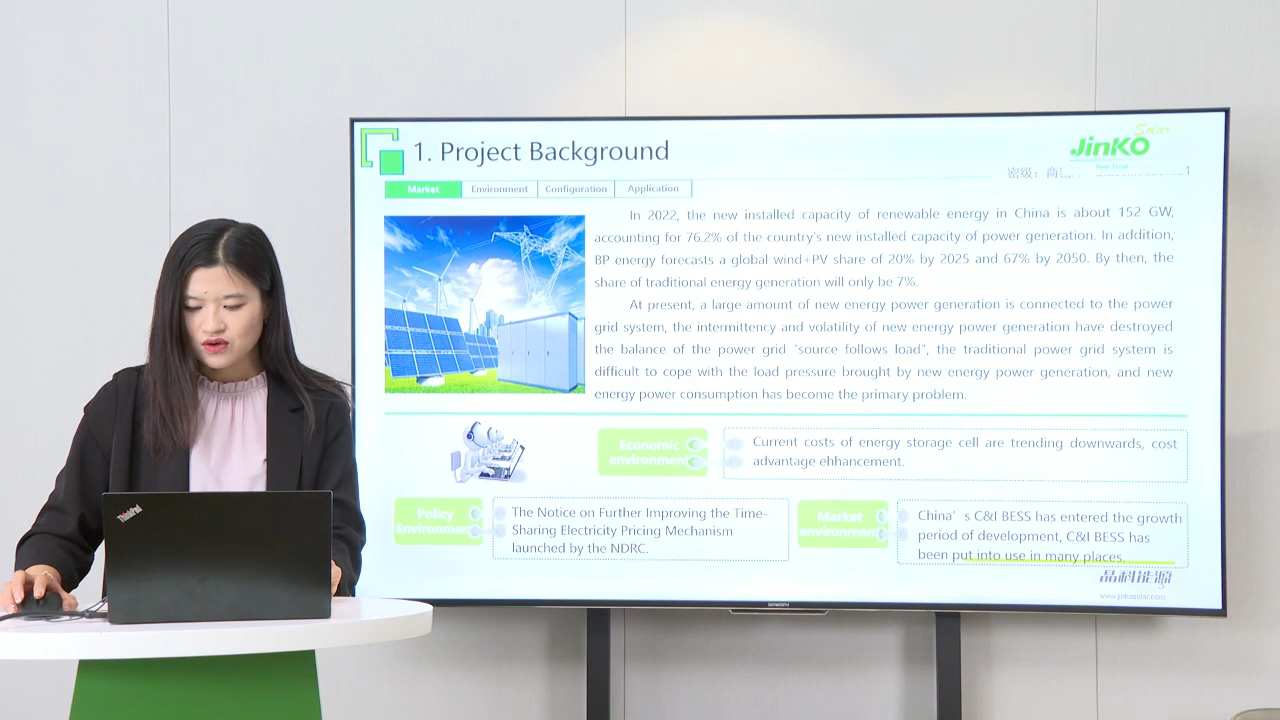 1. Project Background
Solar
JinKO
密级：商
Market
Environment
Configuration
Application
In 2022, the new installed capacity of renewable energy in China is about 152 GW,
accounting for 76.2% of the country's new installed capacity of power generation. In addition,
BP energy forecasts a global wind+PV share of 20% by 2025 and 67% by 2050. By then, the
share of traditional energy generation will only be 7%.
At present, a large amount of new energy power generation is connected to the power
grid system, the intermittency and volatility of new energy power generation have destroyed
the balance of the power grid "source follows load", the traditional power grid system is
difficult to cope with the load pressure brought by new energy power generation, and new
energy power consumption has become the primary problem.
Economic
environment
Current costs of energy storage cell are trending downwards, cost
advantage ehhancement.
Policy
Environment
The Notice on Further Improving the Time-
Sharing Electricity Pricing Mechanism
launched by the NDRC.
Market
environment
China's C&I BESS has entered the growth
period of development, C&I BESS has
been put into use in many places.
晶科能源
www.jinkosolar.com
SKYWORTH
ThinkPad